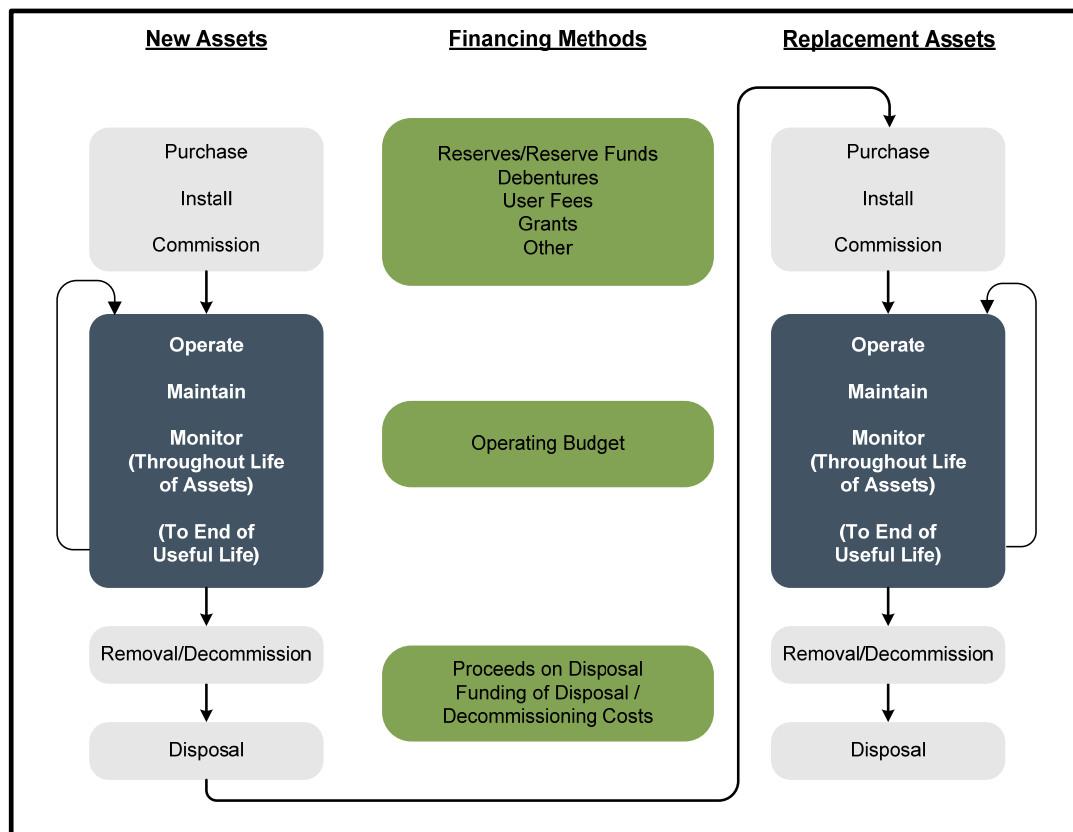 New Assets
Financing Methods
Replacement Assets
Purchase
Install
Commission
Operate
Maintain
Monitor
(Throughout Life
of Assets)
(To End of
Useful Life)
Removal/Decommission
Disposal
Reserves/Reserve Funds
Debentures
User Fees
Grants
Other
Operating Budget
Proceeds on Disposal
Funding of Disposal /
Decommissioning Costs
Purchase
Install
Commission
Operate
Maintain
Monitor
(Throughout Life
of Assets)
(To End of
Useful Life)
Removal/Decommission
Disposal